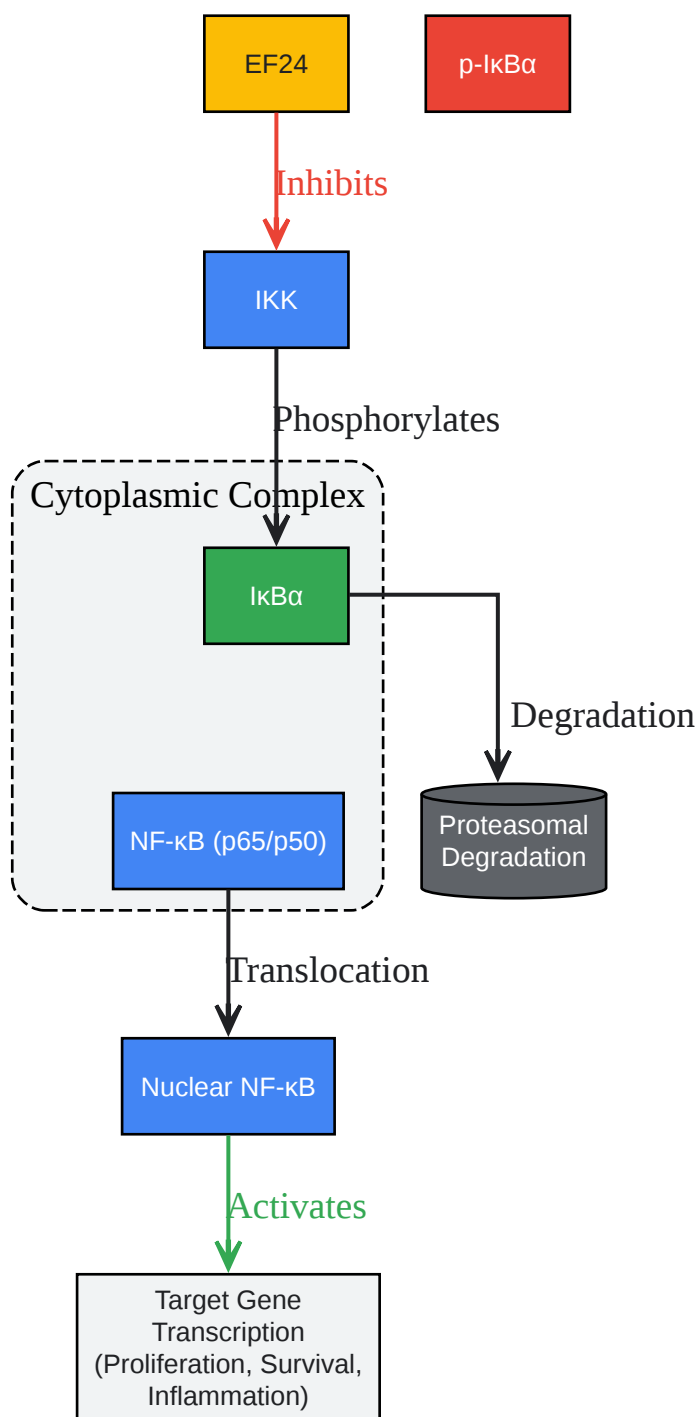 EF24
p-IκBα
Inhibits
IKK
Phosphorylates
Cytoplasmic Complex
IκBα
Degradation
NF-κB (p65/p50)
Proteasomal
Degradation
Translocation
Nuclear NF-κB
Activates
Target Gene
Transcription
(Proliferation, Survival,
Inflammation)